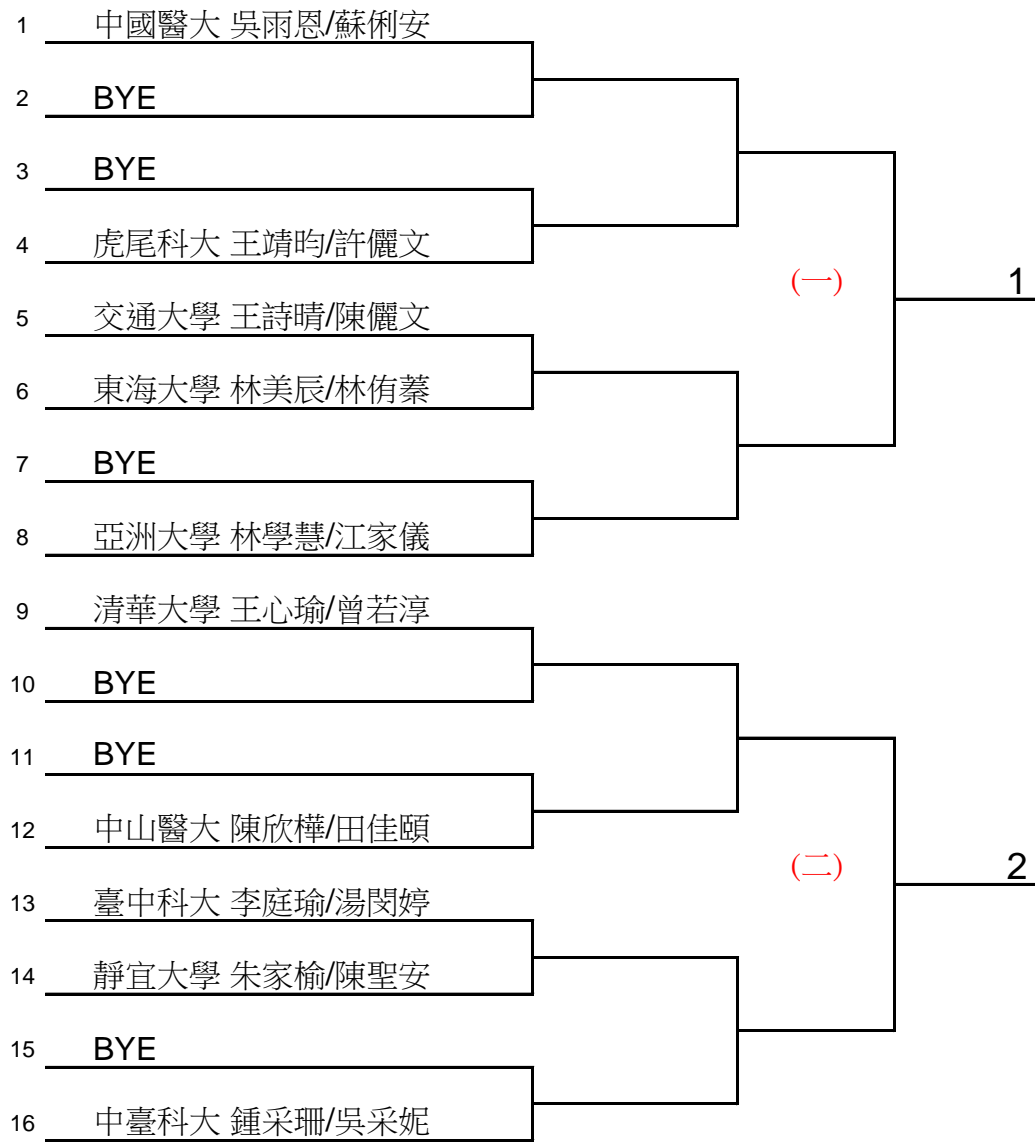 1 中國醫大 吳雨恩/蘇俐安
2 BYE
3 BYE
4 虎尾科大 王靖昀/許儷文
(一) 1
5 交通大學 王詩晴/陳儷文
6 東海大學 林美辰/林侑蓁
7 BYE
8 亞洲大學 林學慧/江家儀
9 清華大學 王心瑜/曾若淳
10 BYE
11 BYE
12 中山醫大 陳欣樺/田佳頤
(二) 2
13 臺中科大 李庭瑜/湯閔婷
14 靜宜大學 朱家榆/陳聖安
15 BYE
16 中臺科大 鍾采珊/吳采妮